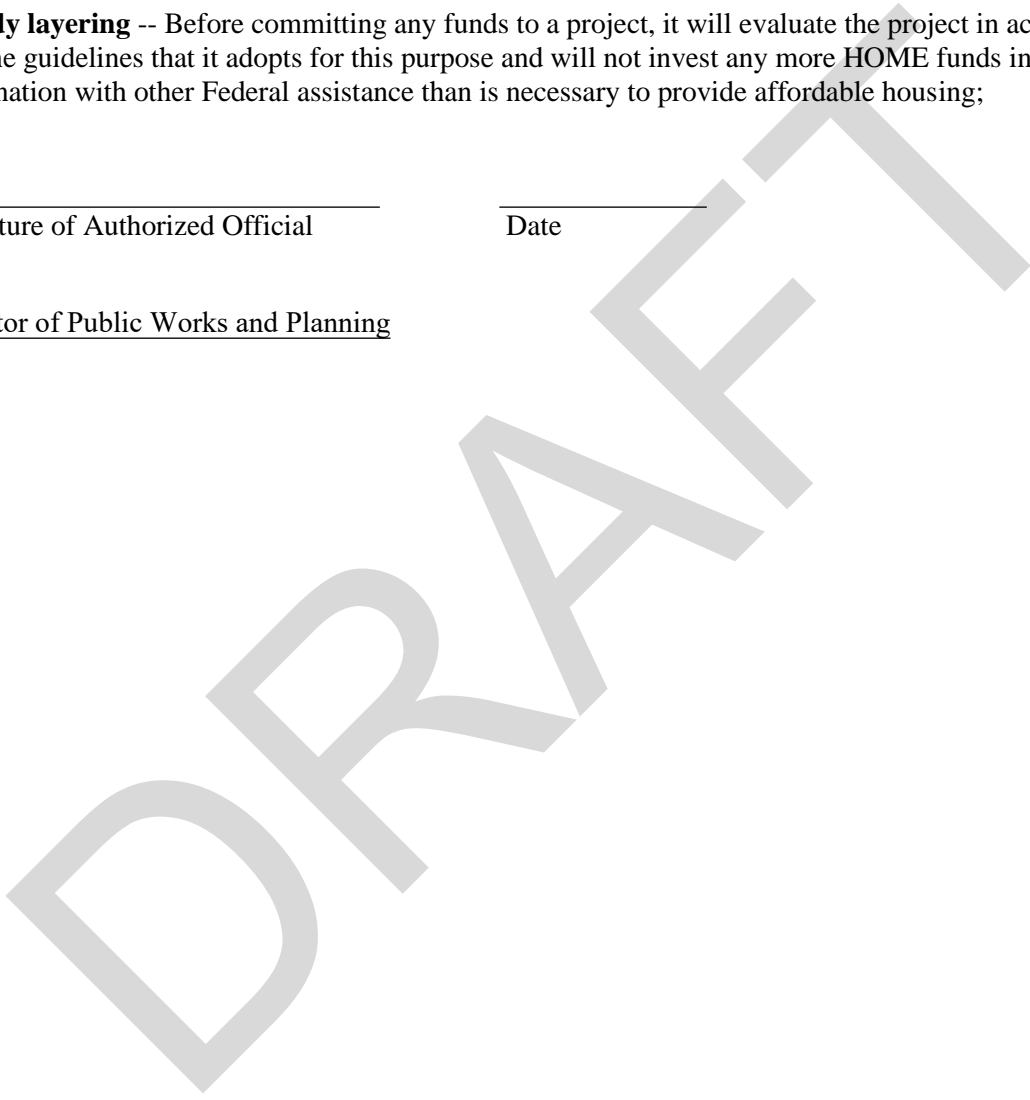 dy layering -- Before committing any funds to a project, it will evaluate the project in ac
ne guidelines that it adopts for this purpose and will not invest any more HOME funds in
nation with other Federal assistance than is necessary to provide affordable housing;
ture of Authorized Official Date
tor of Public Works and Planning
DRAFT